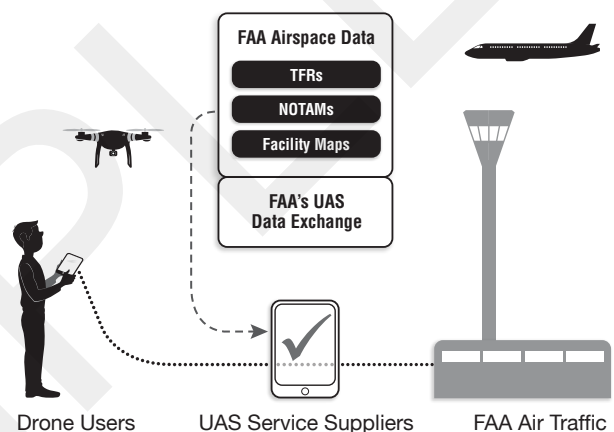 FAA Airspace Data
TFRs
NOTAMs
Facility Maps
FAA's UAS
Data Exchange
Drone Users
UAS Service Suppliers
FAA Air Traffic